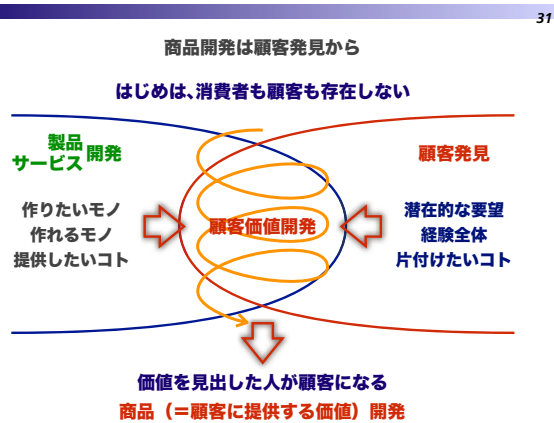 31
商品開発は顧客発見から
はじめは、消費者も顧客も存在しない
製品
サービス
開発
顧客発見
作りたいモノ
作れるモノ
提供したいコト
顧客価値開発
潜在的な要望
経験全体
片付けたいコト
価値を見出した人が顧客になる
商品（＝顧客に提供する価値）開発